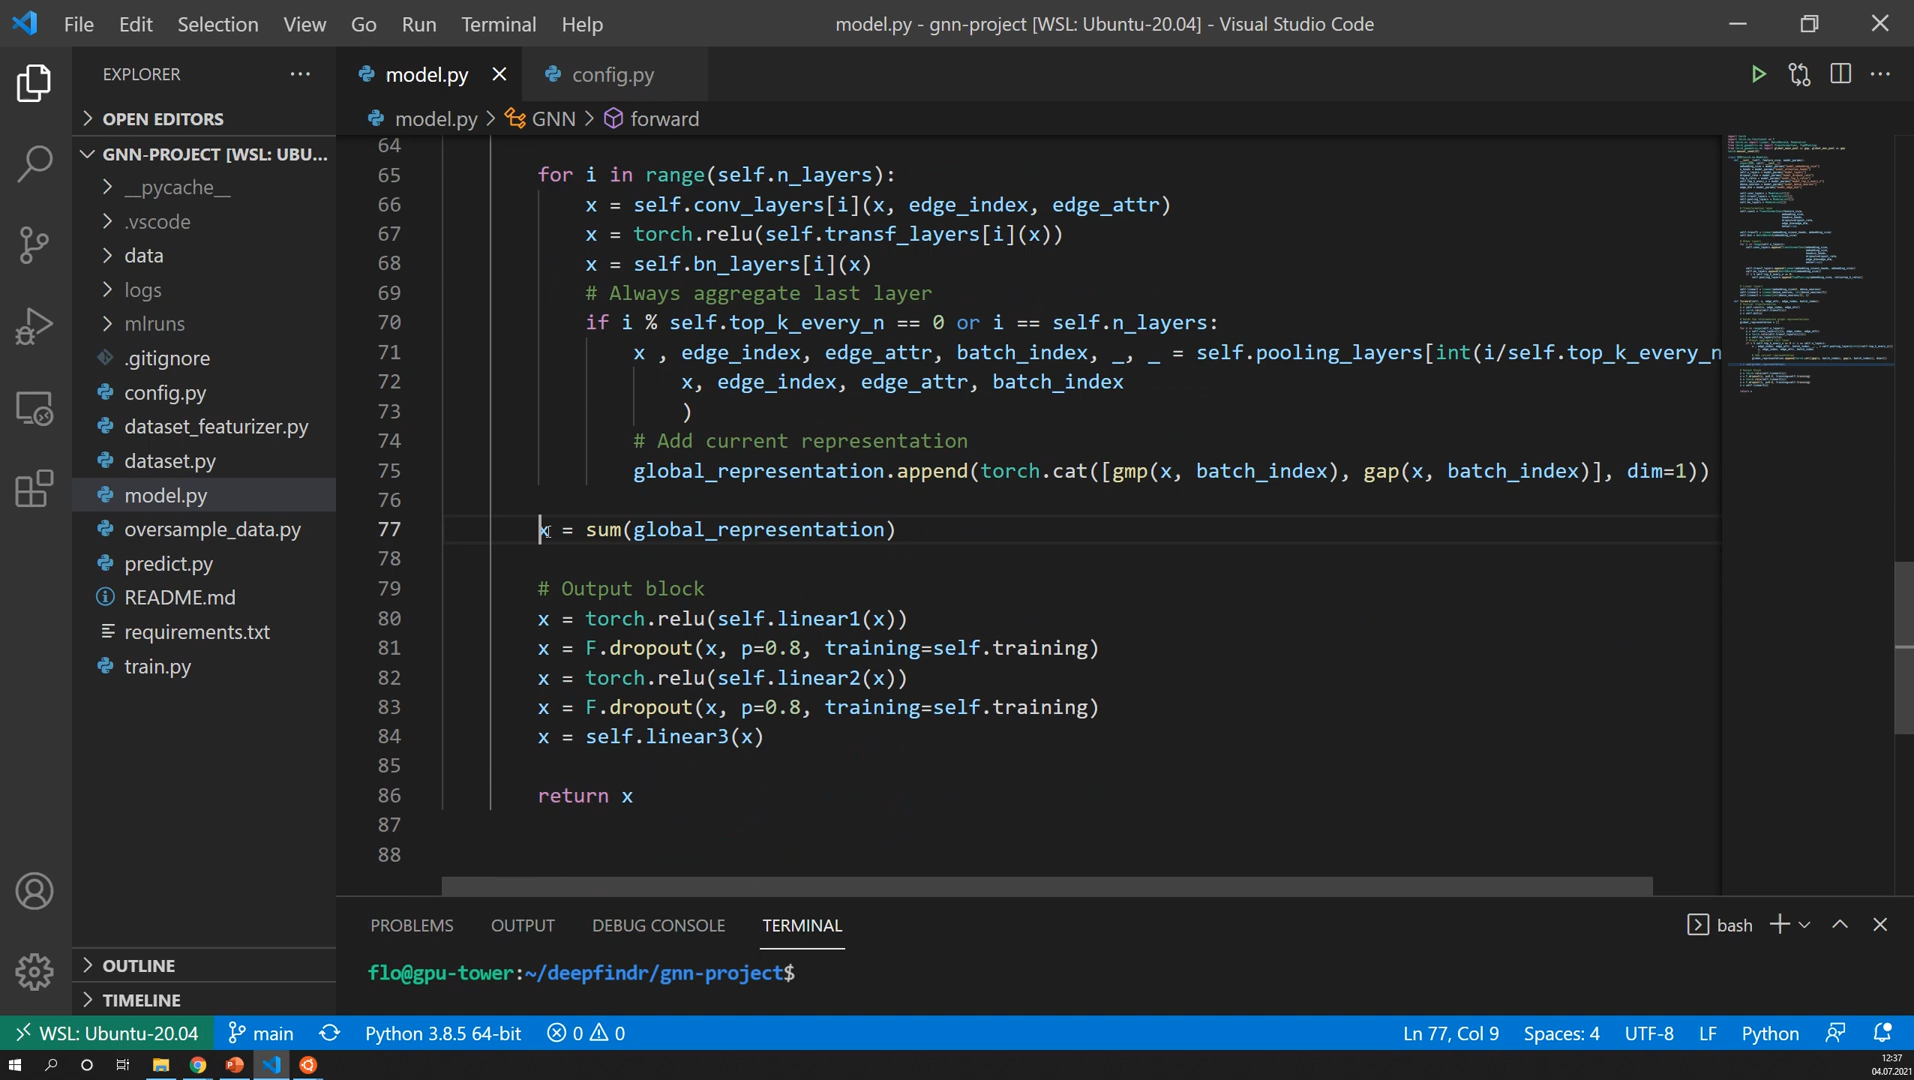 File Edit Selection View Go Run Terminal Help
model.py - gnn-project [WSL: Ubuntu-20.04] - Visual Studio Code
EXPLORER
OPEN EDITORS
GNN-PROJECT [WSL: UBU...
__pycache__
.vscode
data
logs
mlruns
.gitignore
config.py
dataset_featurizer.py
dataset.py
model.py
oversample_data.py
predict.py
README.md
requirements.txt
train.py
OUTLINE
TIMELINE
model.py config.py
model.py > GNN > forward
64
65 for i in range(self.n_layers):
66 x = self.conv_layers[i](x, edge_index, edge_attr)
67 x = torch.relu(self.transf_layers[i](x))
68 x = self.bn_layers[i](x)
69 # Always aggregate last layer
70 if i % self.top_k_every_n == 0 or i == self.n_layers:
71 x , edge_index, edge_attr, batch_index, _, _ = self.pooling_layers[int(i/self.top_k_every_n
72 x, edge_index, edge_attr, batch_index
73 )
74 # Add current representation
75 global_representation.append(torch.cat([gmp(x, batch_index), gap(x, batch_index)], dim=1))
76
77 x = sum(global_representation)
78
79 # Output block
80 x = torch.relu(self.linear1(x))
81 x = F.dropout(x, p=0.8, training=self.training)
82 x = torch.relu(self.linear2(x))
83 x = F.dropout(x, p=0.8, training=self.training)
84 x = self.linear3(x)
85
86 return x
87
88
PROBLEMS OUTPUT DEBUG CONSOLE TERMINAL
bash
flo@gpu-tower:~/deepfindr/gnn-project$
WSL: Ubuntu-20.04 main Python 3.8.5 64-bit 0 0 Ln 77, Col 9 Spaces: 4 UTF-8 LF Python
12:37
04.07.2021